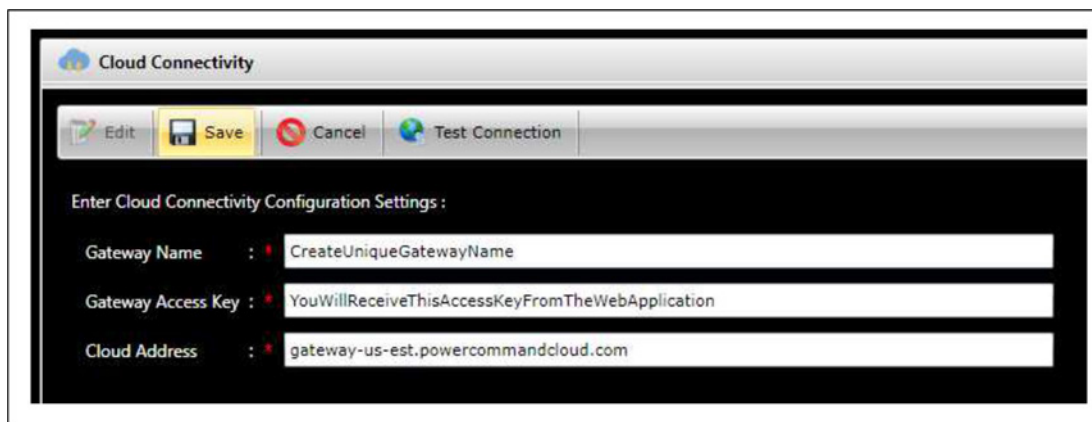 Cloud Connectivity
Edit Save Cancel Test Connection
Enter Cloud Connectivity Configuration Settings :
Gateway Name : * CreateUniqueGatewayName
Gateway Access Key : * YouWillReceiveThisAccessKeyFromTheWebApplication
Cloud Address : * gateway-us-est.powercommandcloud.com